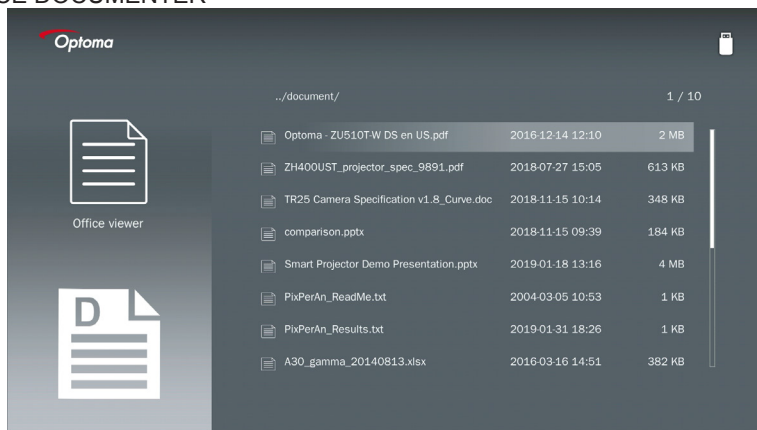 Optoma
../document/ 1 / 10
Optoma - ZU510T-W DS en US.pdf 2016-12-14 12:10 2 MB
ZH400UST_projector_spec_9891.pdf 2018-07-27 15:05 613 KB
TR25 Camera Specification v1.8_Curve.doc 2018-11-15 10:14 348 KB
Office viewer
comparison.pptx 2018-11-15 09:39 184 KB
Smart Projector Demo Presentation.pptx 2019-01-18 13:16 4 MB
PixPerAn_ReadMe.txt 2004-03-05 10:53 1 KB
D
PixPerAn_Results.txt 2019-01-31 18:26 1 KB
A30_gamma_20140813.xlsx 2016-03-16 14:51 382 KB